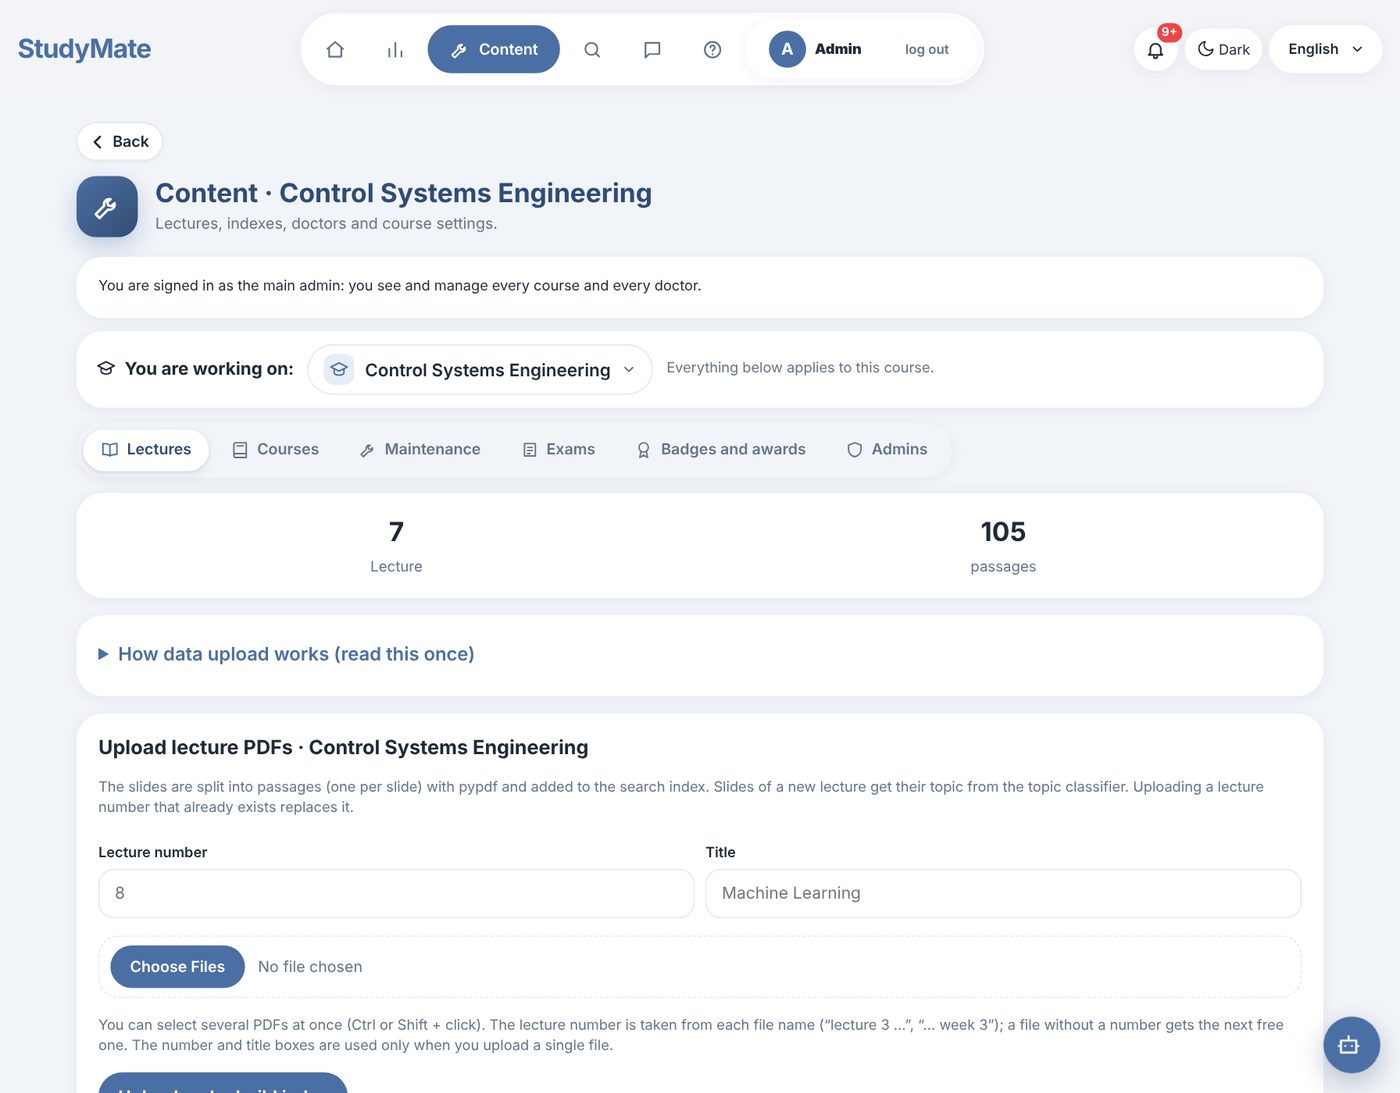 StudyMate
Content
A
Admin
log out
9+
Dark
English
Back
Content · Control Systems Engineering
Lectures, indexes, doctors and course settings.
You are signed in as the main admin: you see and manage every course and every doctor.
You are working on:
Control Systems Engineering
Everything below applies to this course.
Lectures
Courses
Maintenance
Exams
Badges and awards
Admins
7
Lecture
105
passages
How data upload works (read this once)
Upload lecture PDFs · Control Systems Engineering
The slides are split into passages (one per slide) with pypdf and added to the search index. Slides of a new lecture get their topic from the topic classifier. Uploading a lecture
number that already exists replaces it.
Lecture number
Title
8
Machine Learning
Choose Files
No file chosen
You can select several PDFs at once (Ctrl or Shift + click). The lecture number is taken from each file name (“lecture 3 …”, “… week 3”); a file without a number gets the next free
one. The number and title boxes are used only when you upload a single file.